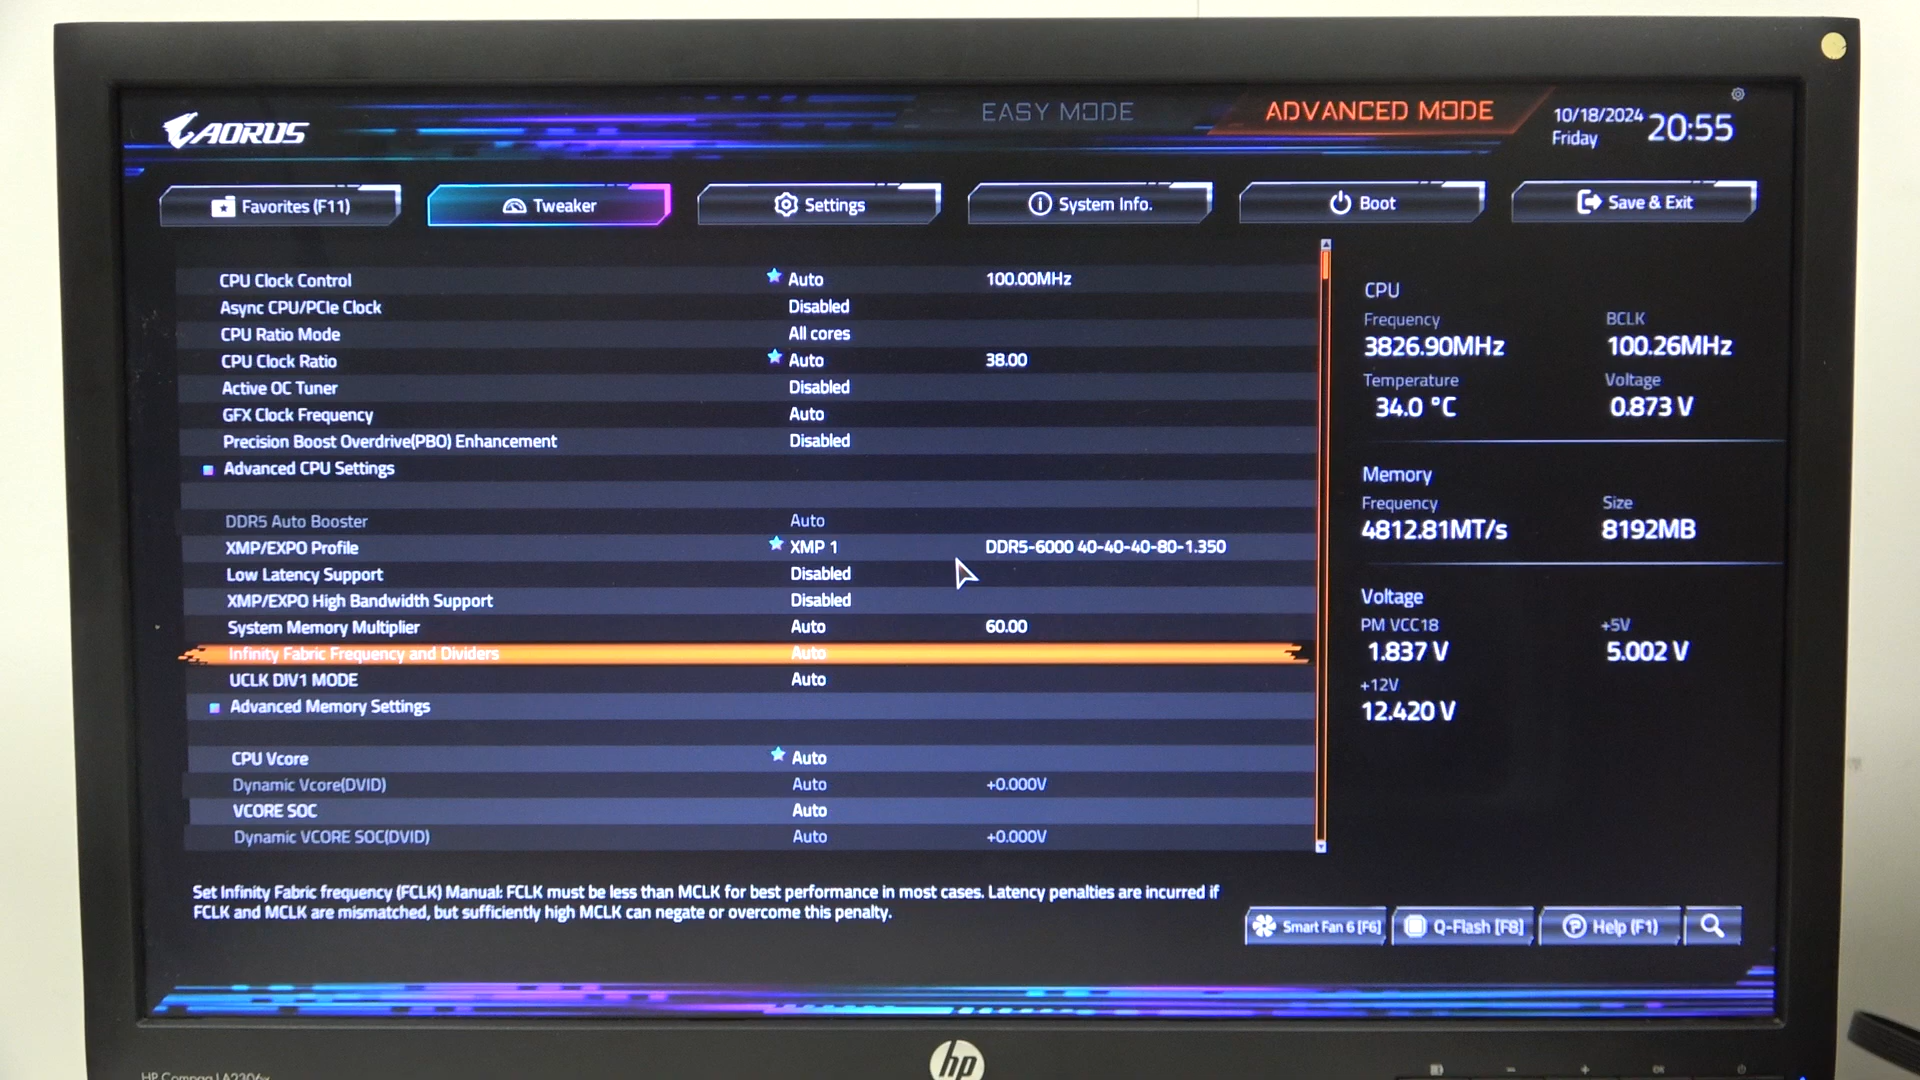 AORUS
EASY MODE
ADVANCED MODE
10/18/2024
Friday
20:55
Favorites (F11)
Tweaker
Settings
System Info.
Boot
Save & Exit
CPU Clock Control Auto 100.00MHz
Async CPU/PCIe Clock Disabled
CPU Ratio Mode All cores
CPU Clock Ratio Auto 38.00
Active OC Tuner Disabled
GFX Clock Frequency Auto
Precision Boost Overdrive(PBO) Enhancement Disabled
Advanced CPU Settings
DDR5 Auto Booster Auto
XMP/EXPO Profile XMP 1 DDR5-6000 40-40-40-80-1.350
Low Latency Support Disabled
XMP/EXPO High Bandwidth Support Disabled
System Memory Multiplier Auto 60.00
Infinity Fabric Frequency and Dividers Auto
UCLK DIV1 MODE Auto
Advanced Memory Settings
CPU Vcore Auto
Dynamic Vcore(DVID) Auto +0.000V
VCORE SOC Auto
Dynamic VCORE SOC(DVID) Auto +0.000V
CPU
Frequency BCLK
3826.90MHz 100.26MHz
Temperature Voltage
34.0 °C 0.873 V
Memory
Frequency Size
4812.81MT/s 8192MB
Voltage
PM VCC18 +5V
1.837 V 5.002 V
+12V
12.420 V
Set Infinity Fabric frequency (FCLK) Manual: FCLK must be less than MCLK for best performance in most cases. Latency penalties are incurred if
FCLK and MCLK are mismatched, but sufficiently high MCLK can negate or overcome this penalty.
Smart Fan 6 [F6]
Q-Flash [F8]
Help (F1)
hp
HP Compaq LA2306x